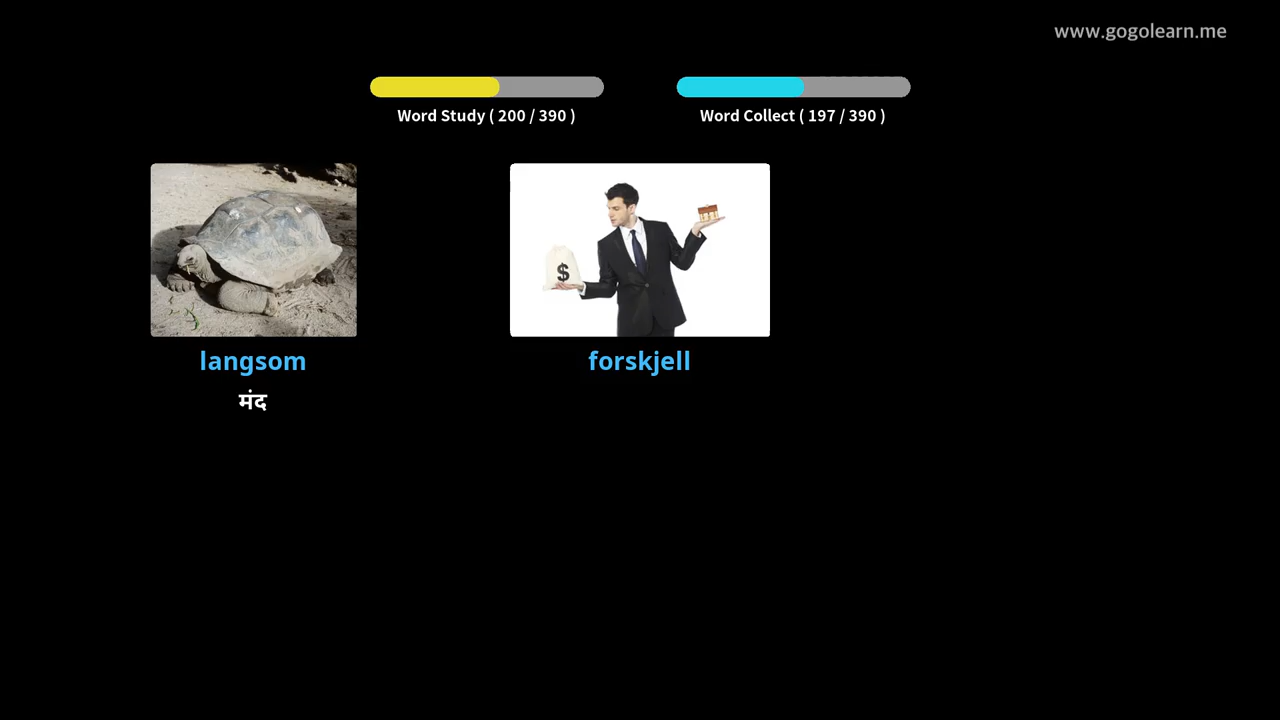 www.gogolearn.me
Word Study ( 200 / 390 )
Word Collect ( 197 / 390 )
$
langsom
forskjell
मंद